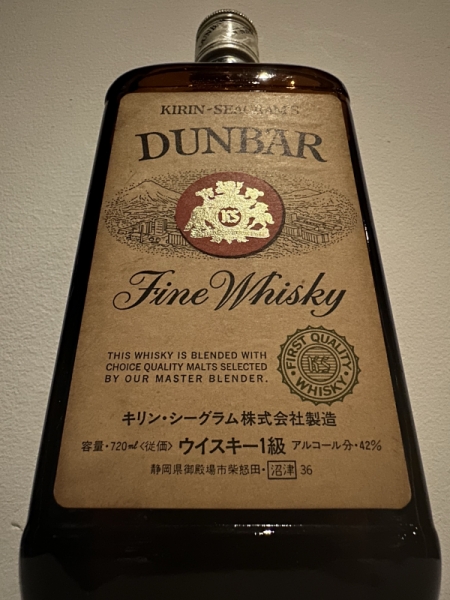 KIRIN-SEAGRAM'S
DUNBAR
KS
Fine Whisky
THIS WHISKY IS BLENDED WITH
CHOICE QUALITY MALTS SELECTED
BY OUR MASTER BLENDER.
FIRST QUALITY
KS
WHISKY
キリン・シーグラム株式会社製造
容量・720ml〈従価〉ウイスキー1級 アルコール分・42%
静岡県御殿場市柴怒田・沼津 36